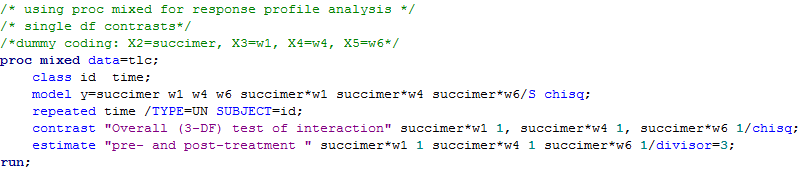 /* using proc mixed for response profile analysis */
/* single df contrasts*/
/*dummy coding: X2=succimer, X3=w1, X4=w4, X5=w6*/
proc mixed data=tlc;
class id  time;
model y=succimer w1 w4 w6 succimer*w1 succimer*w4 succimer*w6/S chisq;
repeated time /TYPE=UN SUBJECT=id;
contrast "Overall (3-DF) test of interaction" succimer*w1 1, succimer*w4 1, succimer*w6 1/chisq;
estimate "pre- and post-treatment " succimer*w1 1 succimer*w4 1 succimer*w6 1/divisor=3;
run;